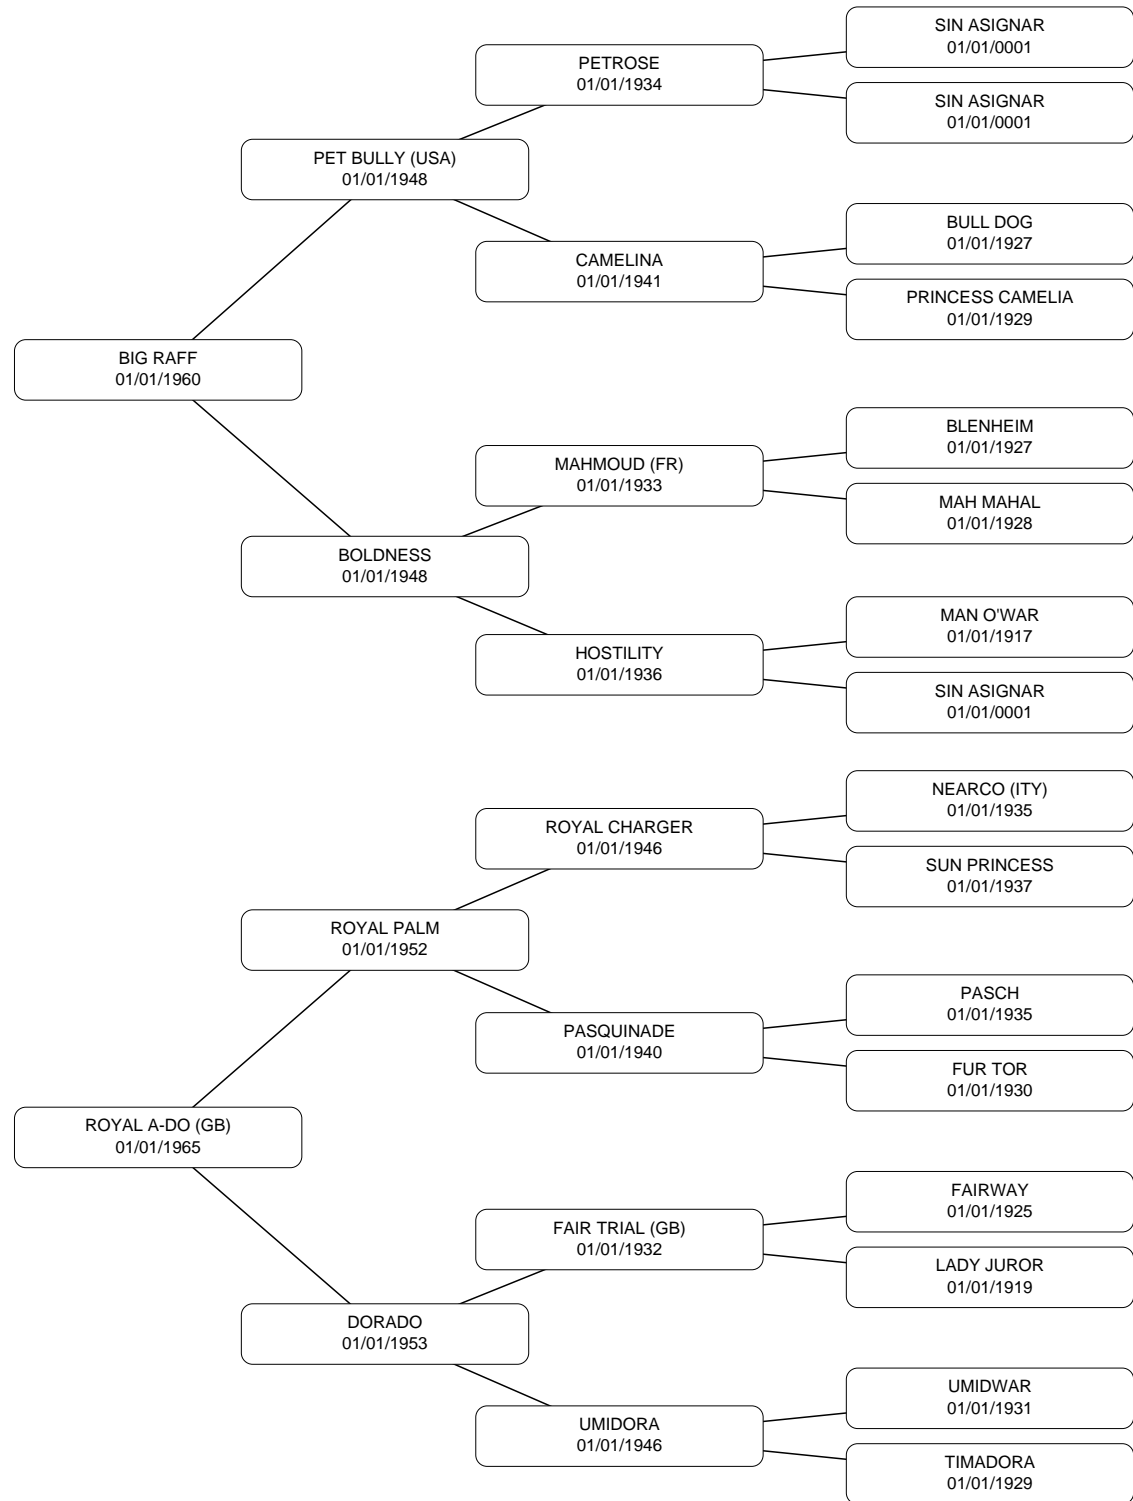 SIN ASIGNAR
01/01/0001
PETROSE
01/01/1934
SIN ASIGNAR
01/01/0001
PET BULLY (USA)
01/01/1948
BULL DOG
01/01/1927
CAMELINA
01/01/1941
PRINCESS CAMELIA
01/01/1929
BIG RAFF
01/01/1960
BLENHEIM
01/01/1927
MAHMOUD (FR)
01/01/1933
MAH MAHAL
01/01/1928
BOLDNESS
01/01/1948
MAN O'WAR
01/01/1917
HOSTILITY
01/01/1936
SIN ASIGNAR
01/01/0001
NEARCO (ITY)
01/01/1935
ROYAL CHARGER
01/01/1946
SUN PRINCESS
01/01/1937
ROYAL PALM
01/01/1952
PASCH
01/01/1935
PASQUINADE
01/01/1940
FUR TOR
01/01/1930
ROYAL A-DO (GB)
01/01/1965
FAIRWAY
01/01/1925
FAIR TRIAL (GB)
01/01/1932
LADY JUROR
01/01/1919
DORADO
01/01/1953
UMIDWAR
01/01/1931
UMIDORA
01/01/1946
TIMADORA
01/01/1929